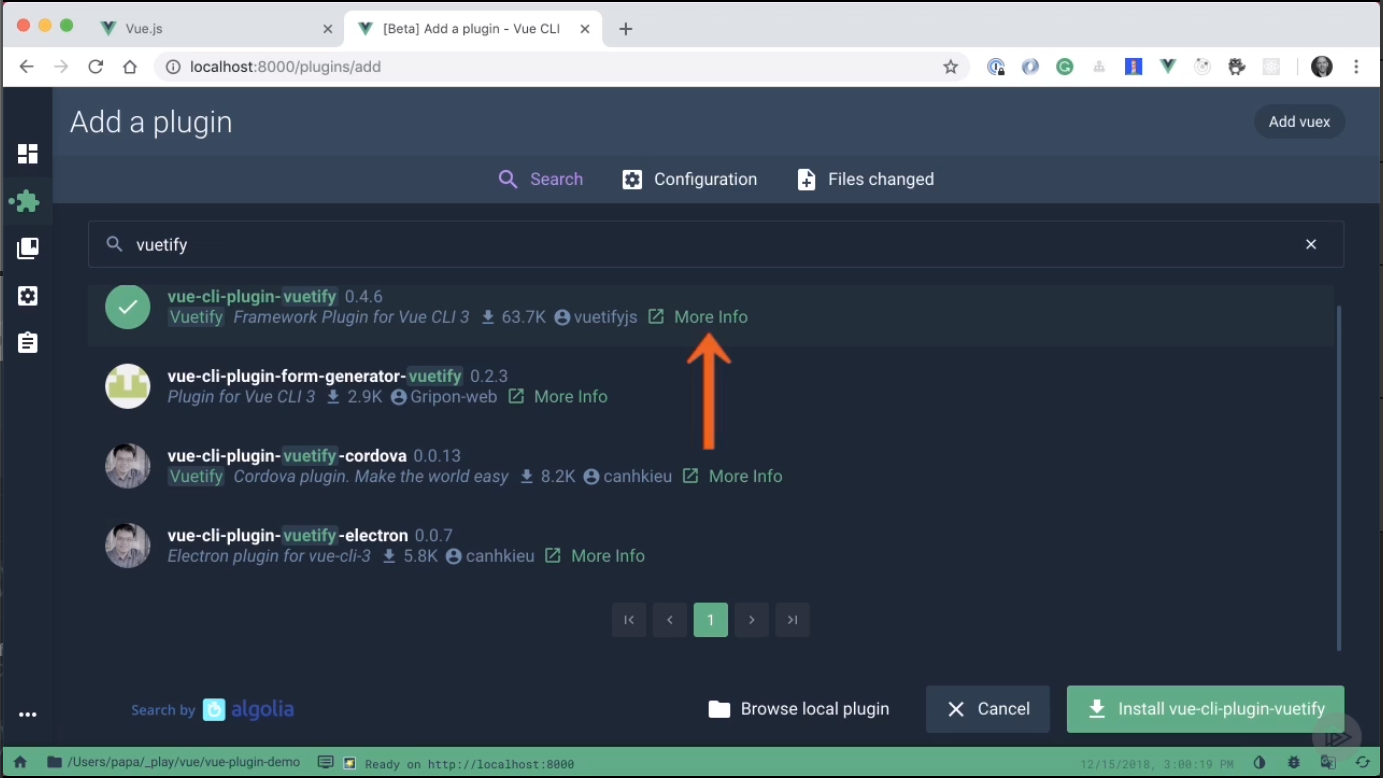 Vue.js
[Beta] Add a plugin - Vue CLI
localhost:8000/plugins/add
Add a plugin
Add vuex
Search
Configuration
Files changed
vuetify
vue-cli-plugin-vuetify 0.4.6
Vuetify Framework Plugin for Vue CLI 3 63.7K vuetifyjs More Info
vue-cli-plugin-form-generator-vuetify 0.2.3
Plugin for Vue CLI 3 2.9K Gripon-web More Info
vue-cli-plugin-vuetify-cordova 0.0.13
Vuetify Cordova plugin. Make the world easy 8.2K canhkieu More Info
vue-cli-plugin-vuetify-electron 0.0.7
Electron plugin for vue-cli-3 5.8K canhkieu More Info
1
Search by algolia
Browse local plugin
Cancel
Install vue-cli-plugin-vuetify
/Users/papa/_play/vue/vue-plugin-demo
Ready on http://localhost:8000
12/15/2018, 3:00:19 PM